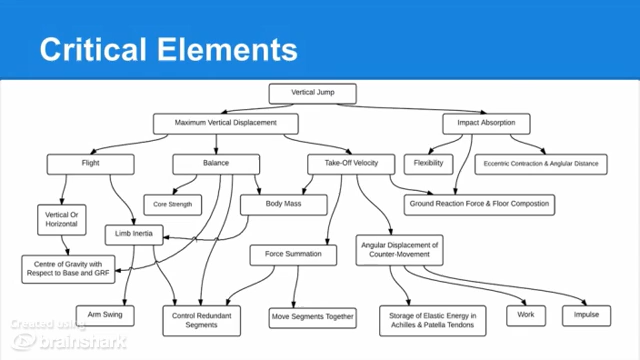 Critical Elements
Vertical Jump
Maximum Vertical Displacement
Impact Absorption
Flight
Balance
Take-Off Velocity
Flexibility
Eccentric Contraction & Angular Distance
Core Strength
Body Mass
Ground Reaction Force & Floor Compostion
Vertical Or
Horizontal
Limb Inertia
Force Summation
Angular Displacement of
Counter-Movement
Centre of Gravity with
Respect to Base and GRF
Arm Swing
Control Redundant
Segments
Move Segments Together
Storage of Elastic Energy in
Achilles & Patella Tendons
Work
Impulse
Created using
brainshark